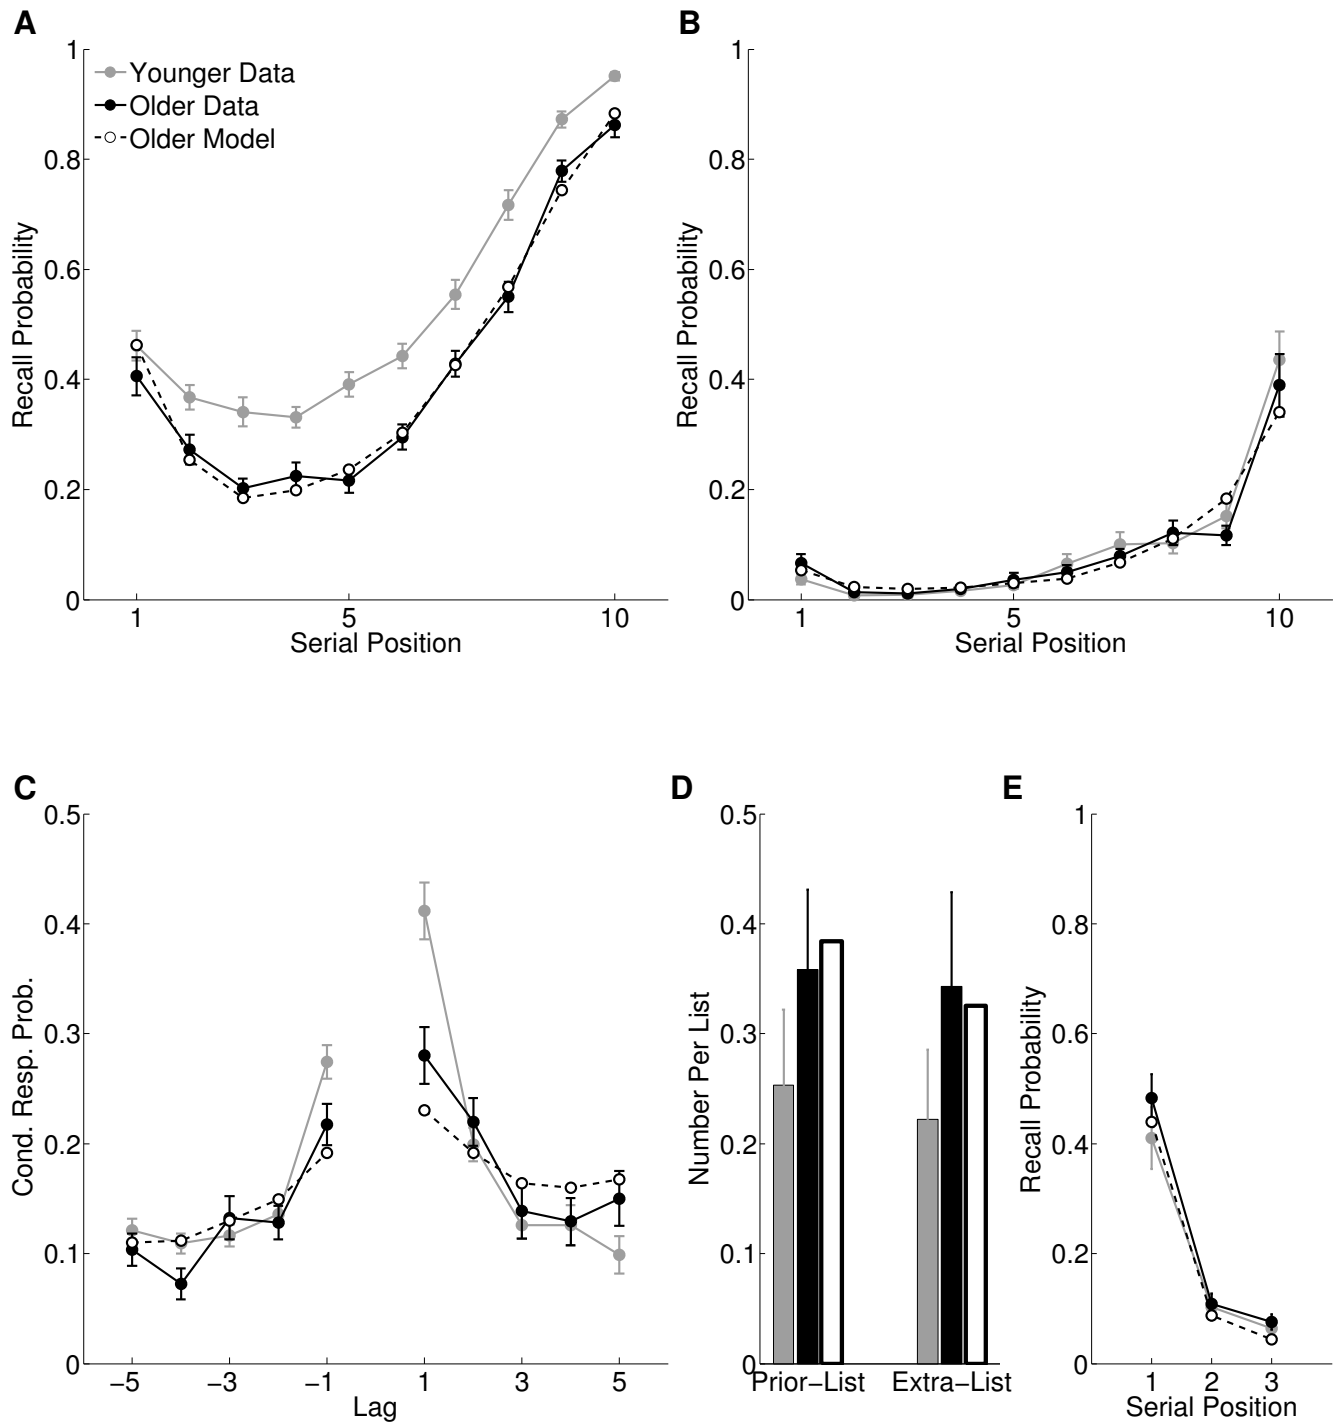 A
1
0.8
0.6
0.4
0.2
0
Recall Probability
Younger Data
Older Data
Older Model
1 5 10
Serial Position
B
1
0.8
0.6
0.4
0.2
0
Recall Probability
1 5 10
Serial Position
C
0.5
0.4
0.3
0.2
0.1
0
Cond. Resp. Prob.
−5 −3 −1 1 3 5
Lag
D
0.5
0.4
0.3
0.2
0.1
0
Number Per List
Prior−List Extra−List
E
1
0.8
0.6
0.4
0.2
0
Recall Probability
1 2 3
Serial Position